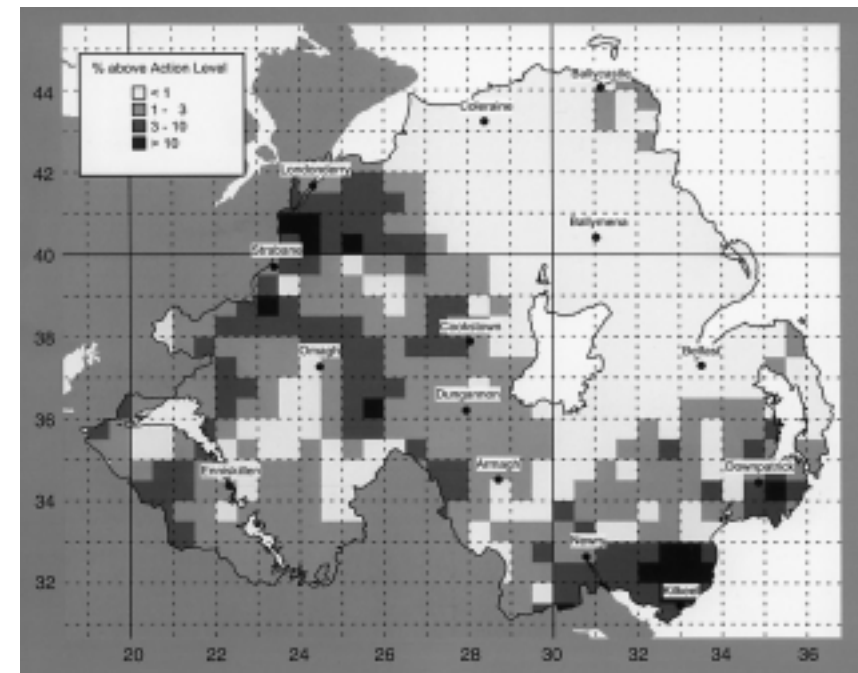 % above Action Level
< 1
1 - 3
3 - 10
> 10
Ballycastle
44
Coleraine
Londonderry
42
Ballymena
Strabane
40
Cookstown
38
Omagh
Belfast
Dungannon
36
Enniskillen
Armagh
Downpatrick
34
Newry
32
Kilkeel
20 22 24 26 28 30 32 34 36